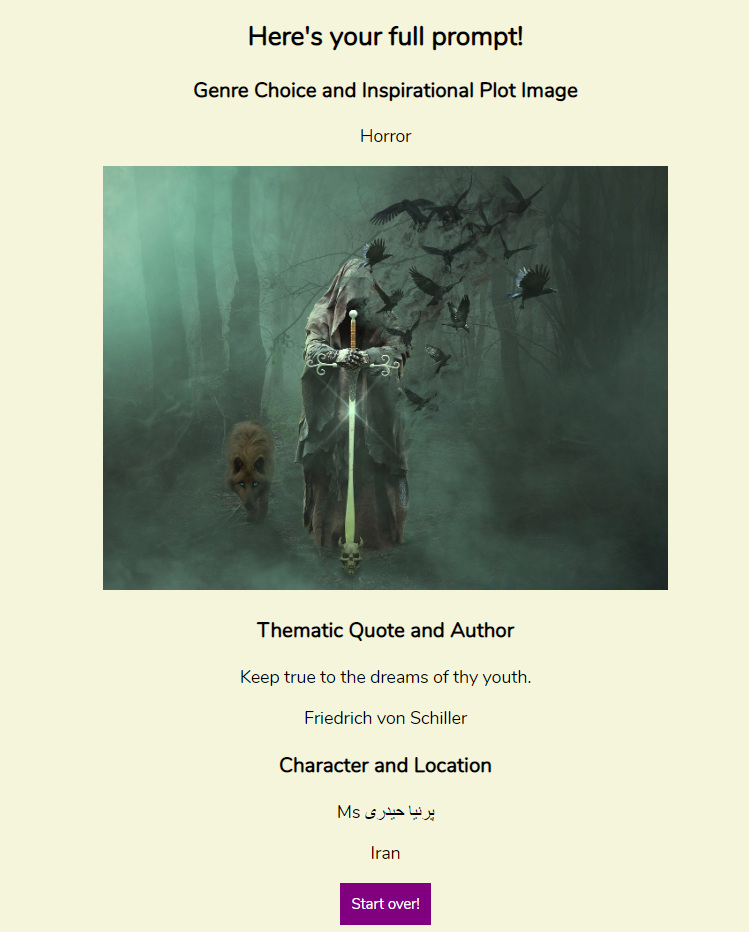 Here's your full prompt!
Genre Choice and Inspirational Plot Image
Horror
Thematic Quote and Author
Keep true to the dreams of thy youth.
Friedrich von Schiller
Character and Location
Ms پرنیا حیدری
Iran
Start over!